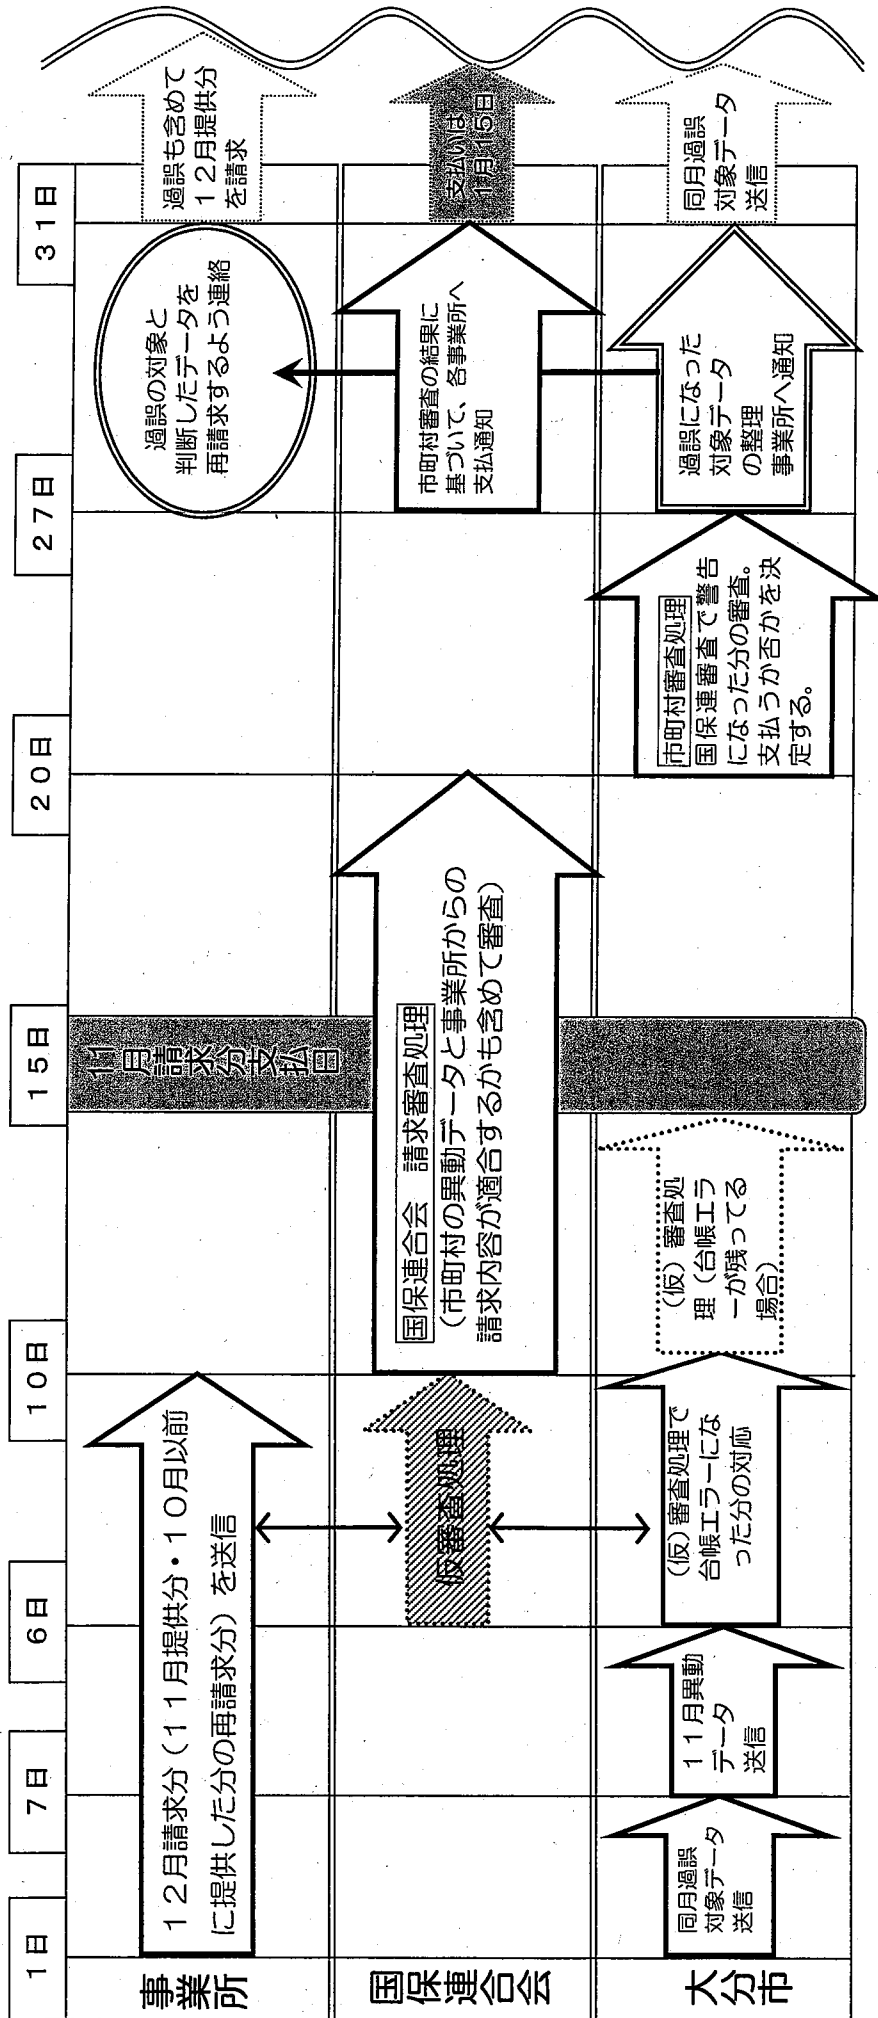 1日
7日
6日
10日
15日
20日
27日
31日
事業所
12月請求分（11月提供分・10月以前
に提供した分の再請求分）を送信
11月請求分支払日
過誤の対象と
判断したデータを
再請求するよう連絡
過誤も含めて
12月提供分
を請求
国保連合会
仮審査処理
国保連合会　請求審査処理
（市町村の異動データと事業所からの
請求内容が適合するかも含めて審査）
市町村審査の結果に
基づいて、各事業所へ
支払通知
支払いは
1月15日
大分市
同月過誤
対象データ
送信
11月異動
データ
送信
（仮）審査処理で
台帳エラーにな
った分の対応
（仮）審査処
理（台帳エラ
ーが残ってる
場合）
市町村審査処理
国保連審査で警告
になった分の審査。
支払うか否かを決
定する。
過誤になった
対象データ
の整理
事業所へ通知
同月過誤
対象データ
送信